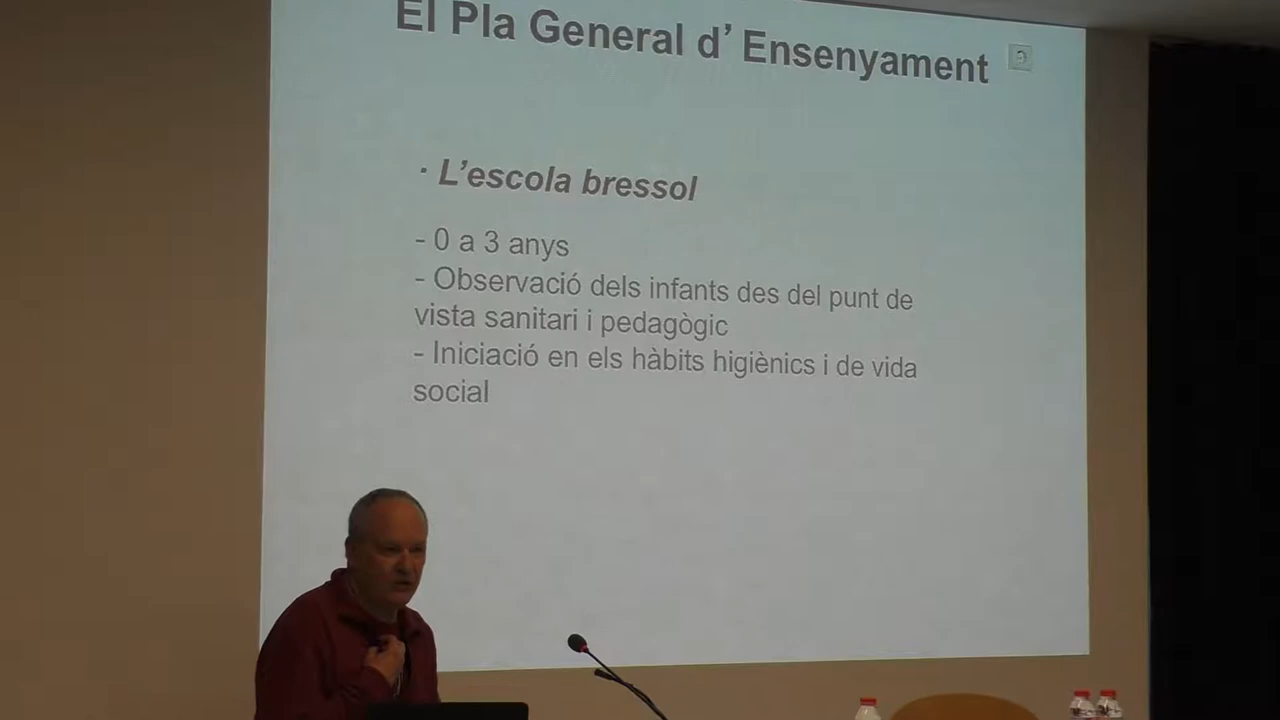 El Pla General d’ Ensenyament
· L’escola bressol
- 0 a 3 anys
- Observació dels infants des del punt de
vista sanitari i pedagògic
- Iniciació en els hàbits higiènics i de vida
social